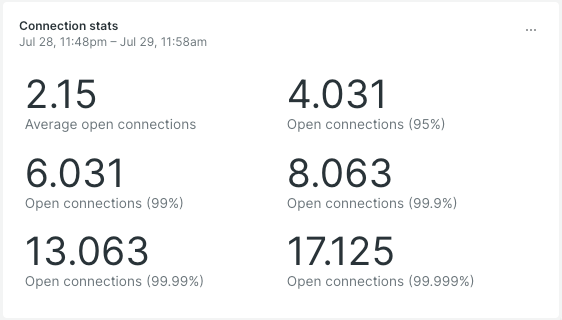 Connection stats
Jul 28, 11:48pm – Jul 29, 11:58am
2.15
Average open connections
4.031
Open connections (95%)
6.031
Open connections (99%)
8.063
Open connections (99.9%)
13.063
Open connections (99.99%)
17.125
Open connections (99.999%)